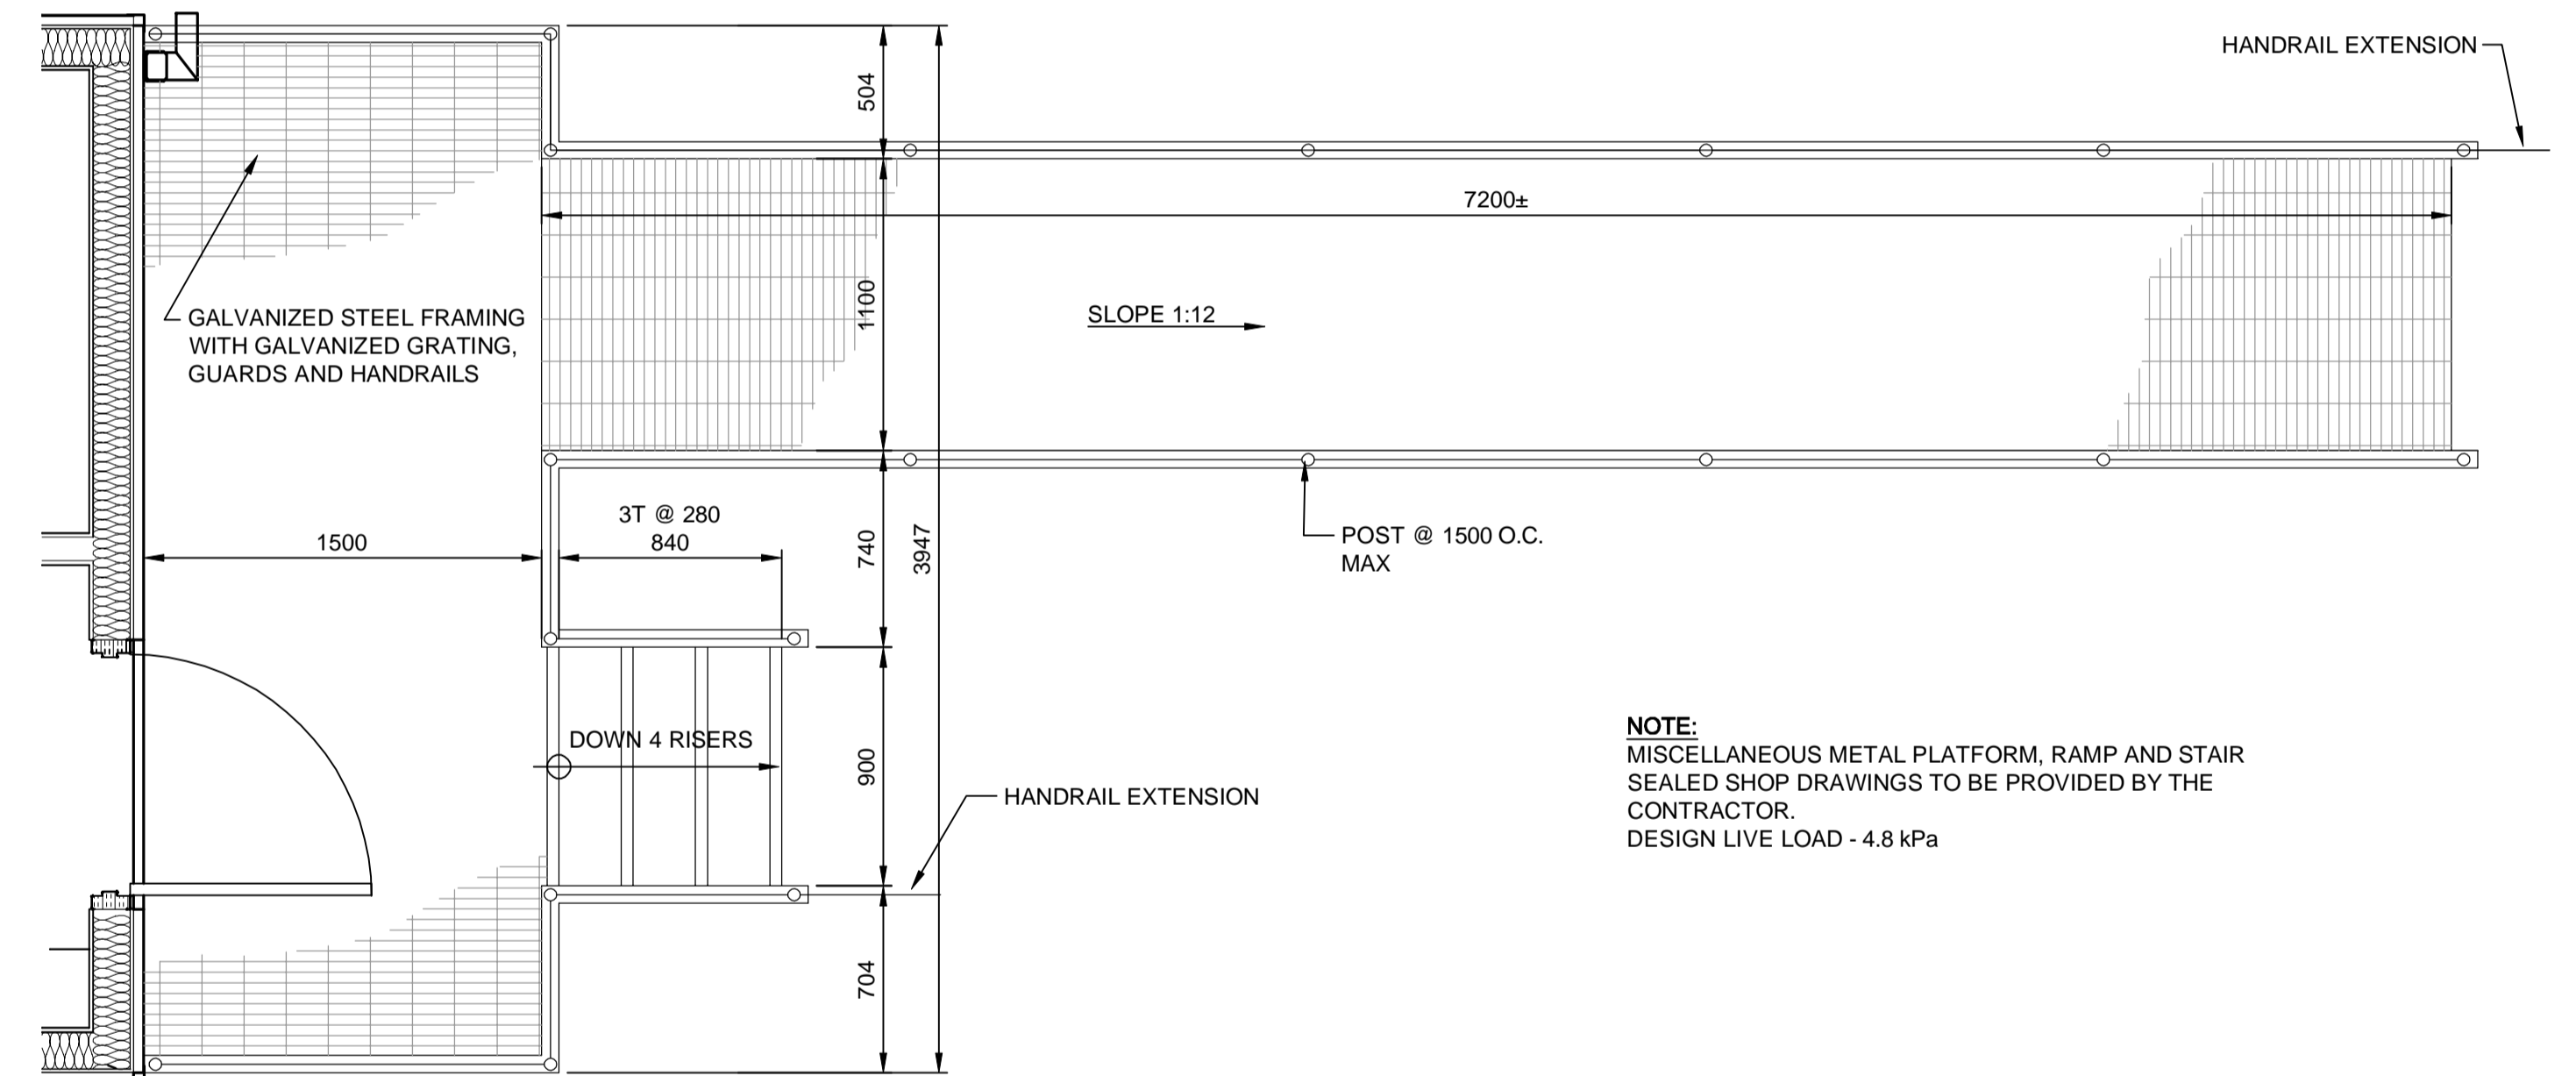 HANDRAIL EXTENSION
504
7200±
1100
SLOPE 1:12
GALVANIZED STEEL FRAMING
WITH GALVANIZED GRATING,
GUARDS AND HANDRAILS
3T @ 280
840
1500
740
3947
POST @ 1500 O.C.
MAX
DOWN 4 RISERS
900
HANDRAIL EXTENSION
704
NOTE:
MISCELLANEOUS METAL PLATFORM, RAMP AND STAIR
SEALED SHOP DRAWINGS TO BE PROVIDED BY THE
CONTRACTOR.
DESIGN LIVE LOAD - 4.8 kPa